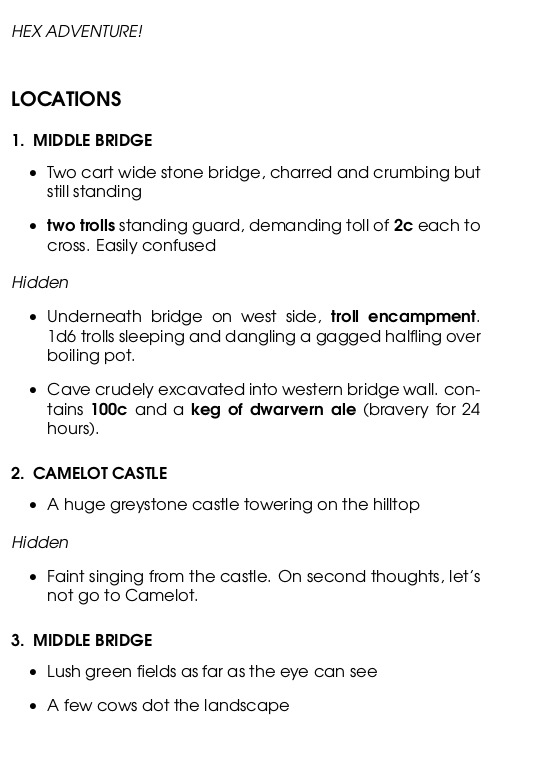 HEX ADVENTURE!
LOCATIONS
1. MIDDLE BRIDGE
• Two cart wide stone bridge, charred and crumbing but
still standing
• two trolls standing guard, demanding toll of 2c each to
cross. Easily confused
Hidden
• Underneath bridge on west side, troll encampment.
1d6 trolls sleeping and dangling a gagged halfling over
boiling pot.
• Cave crudely excavated into western bridge wall. con-
tains 100c and a keg of dwarvern ale (bravery for 24
hours).
2. CAMELOT CASTLE
• A huge greystone castle towering on the hilltop
Hidden
• Faint singing from the castle. On second thoughts, let's
not go to Camelot.
3. MIDDLE BRIDGE
• Lush green fields as far as the eye can see
• A few cows dot the landscape